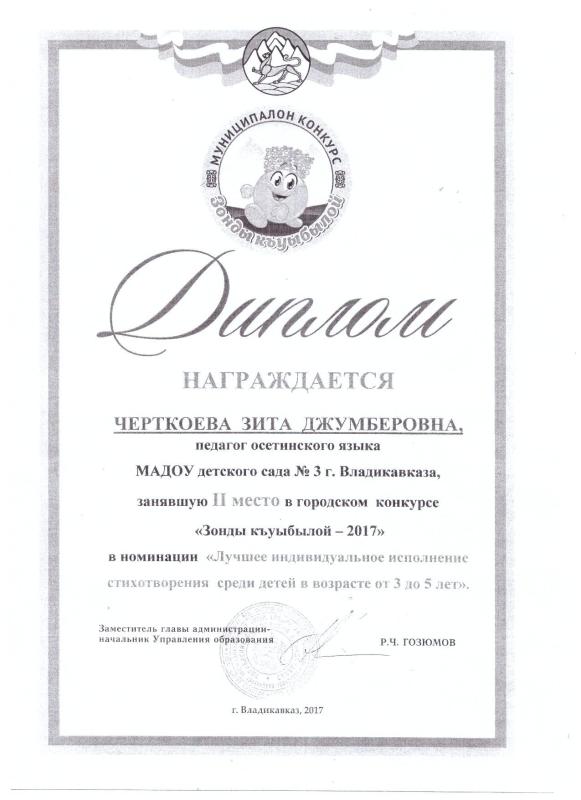 МУНИЦИПАЛОН КОНКУРС
Зонды къуыбылой
Диплом
НАГРАЖДАЕТСЯ
ЧЕРТКОЕВА ЗИТА ДЖУМБЕРОВНА,
педагог осетинского языка
МАДОУ детского сада № 3 г. Владикавказа,
занявшую II место в городском конкурсе
«Зонды къуыбылой – 2017»
в номинации «Лучшее индивидуальное исполнение
стихотворения среди детей в возрасте от 3 до 5 лет».
Заместитель главы администрации-
начальник Управления образования
Р.Ч. ГОЗЮМОВ
г. Владикавказ, 2017